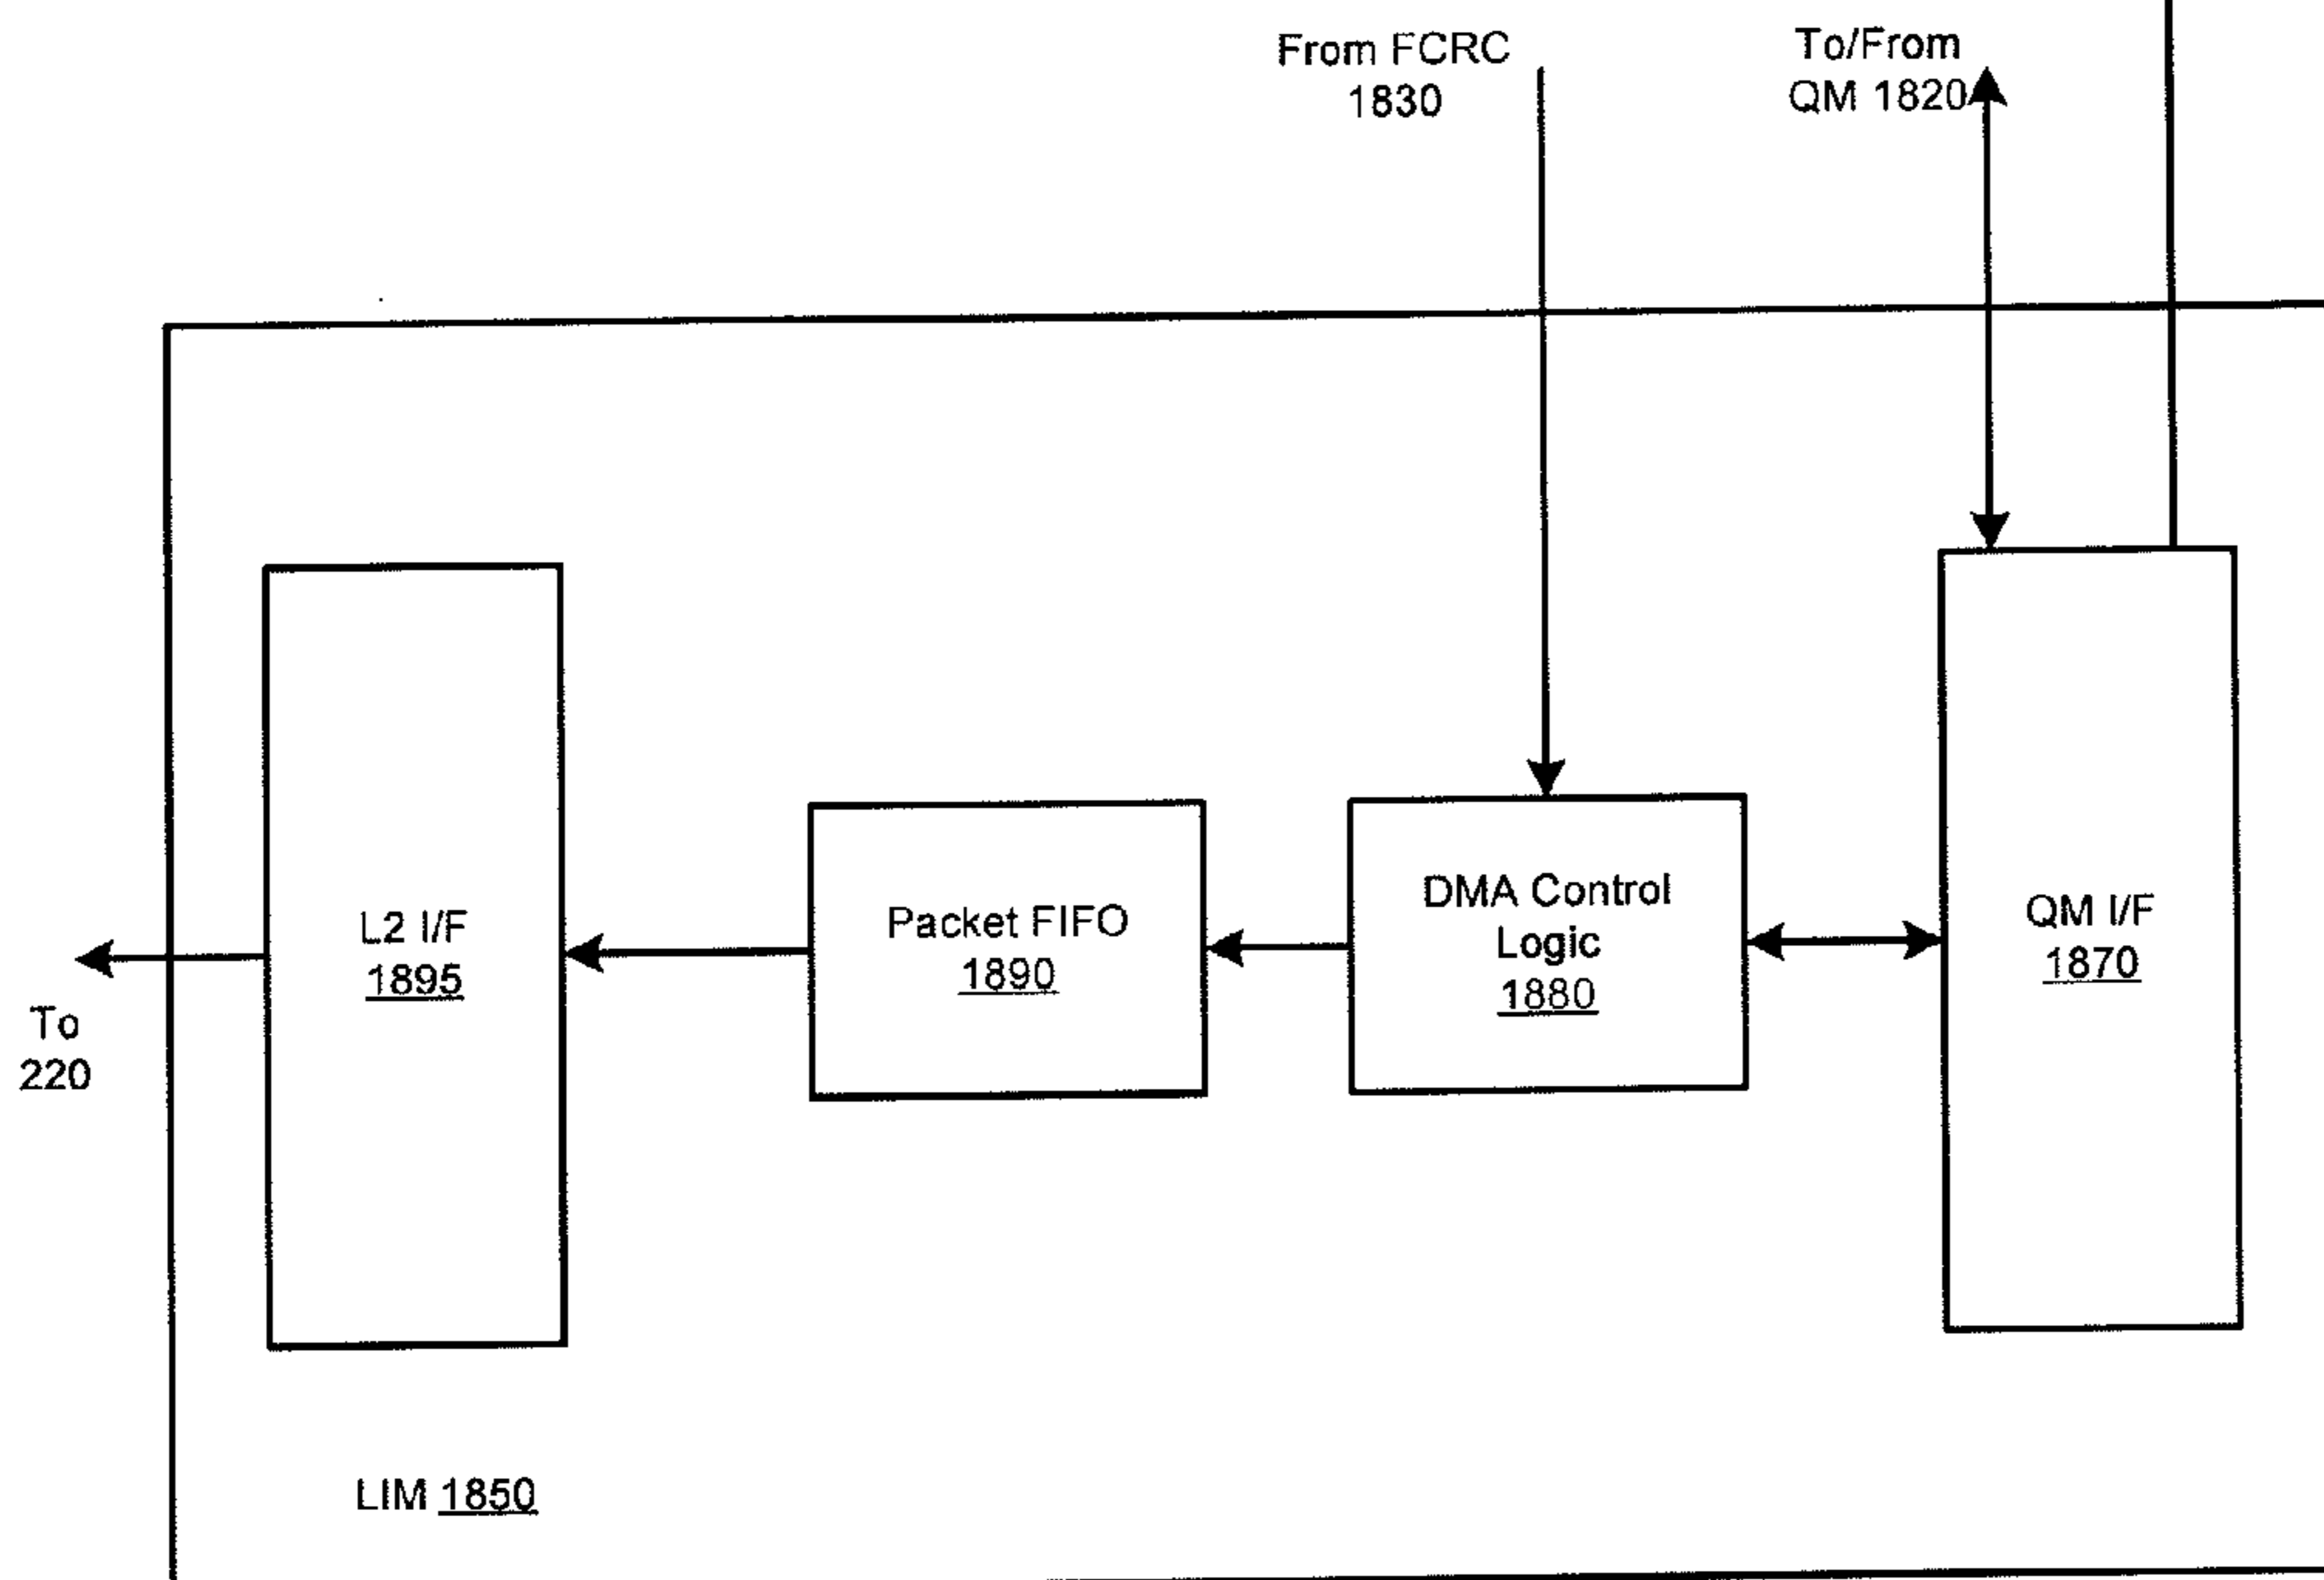 From FCRC
1830
To/From
QM 1820
L2 I/F
1895
Packet FIFO
1890
DMA Control
Logic
1880
QM I/F
1870
To
220
LIM 1850